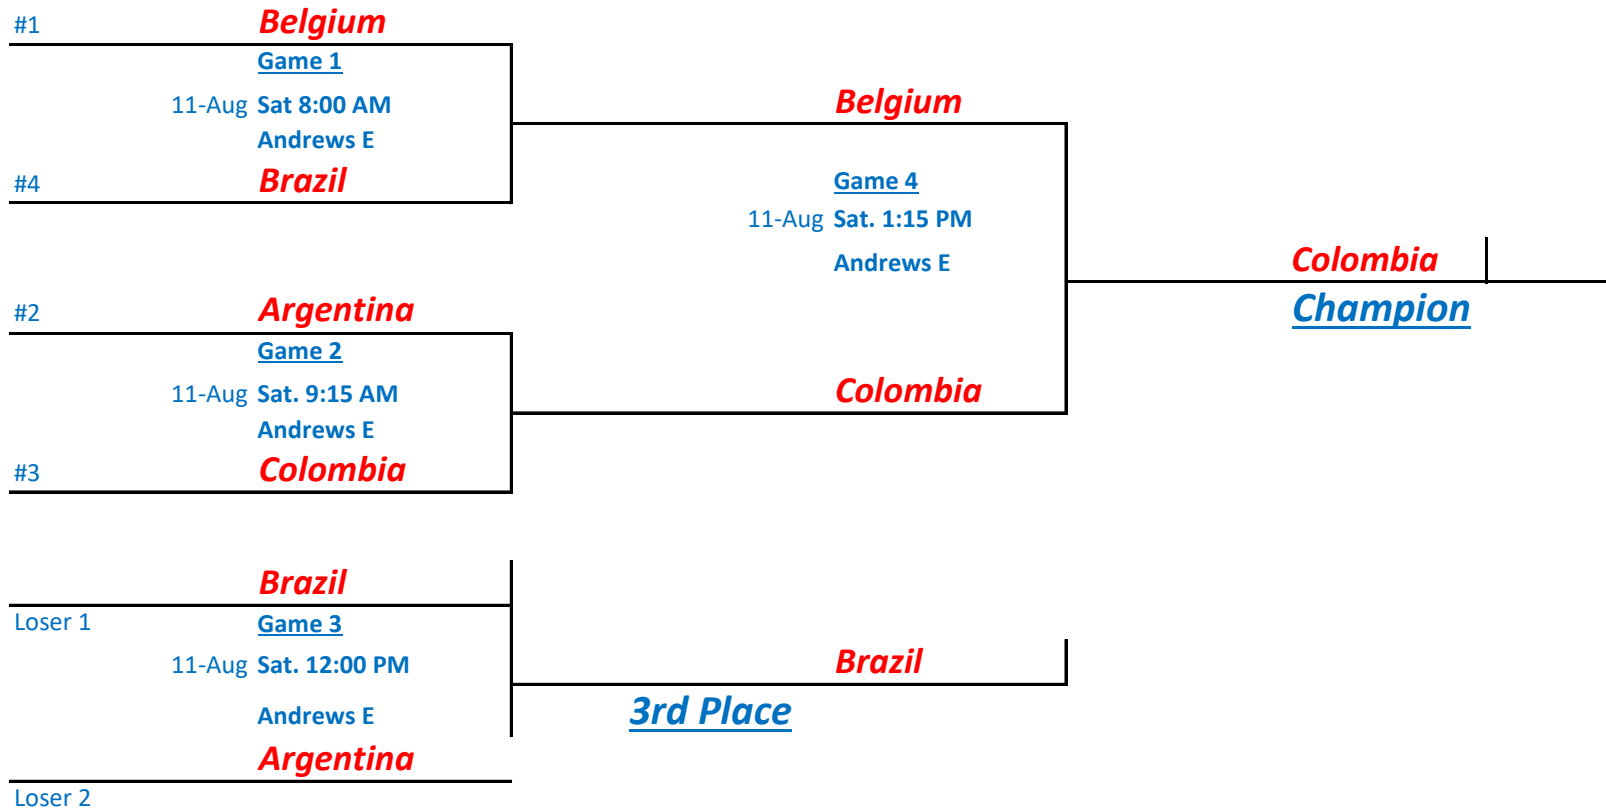 #1 Belgium
Game 1
11-Aug Sat 8:00 AM
Andrews E
#4 Brazil
Belgium
Game 4
11-Aug Sat. 1:15 PM
Andrews E
Colombia
Champion
#2 Argentina
Game 2
11-Aug Sat. 9:15 AM
Andrews E
#3 Colombia
Colombia
Brazil
Loser 1 Game 3
11-Aug Sat. 12:00 PM
Andrews E
Argentina
Loser 2
Brazil
3rd Place